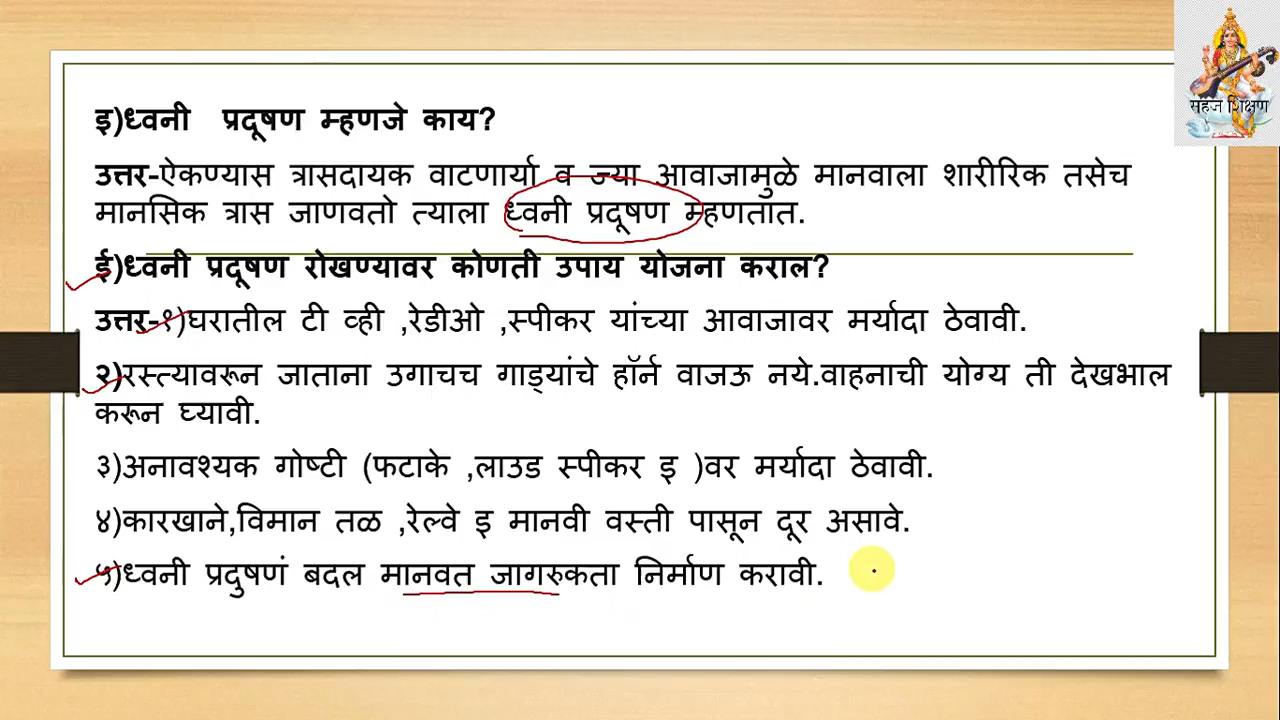 सहज शिक्षण
इ)ध्वनी प्रदूषण म्हणजे काय?
उत्तर-ऐकण्यास त्रासदायक वाटणार्या व ज्या आवाजामुळे मानवाला शारीरिक तसेच
मानसिक त्रास जाणवतो त्याला ध्वनी प्रदूषण म्हणतात.
ई)ध्वनी प्रदूषण रोखण्यावर कोणती उपाय योजना कराल?
उत्तर-१)घरातील टी व्ही ,रेडीओ ,स्पीकर यांच्या आवाजावर मर्यादा ठेवावी.
२)रस्त्यावरून जाताना उगाचच गाड्यांचे हॉर्न वाजऊ नये.वाहनाची योग्य ती देखभाल
करून घ्यावी.
३)अनावश्यक गोष्टी (फटाके ,लाउड स्पीकर इ )वर मर्यादा ठेवावी.
४)कारखाने,विमान तळ ,रेल्वे इ मानवी वस्ती पासून दूर असावे.
५)ध्वनी प्रदुषणं बदल मानवत जागरुकता निर्माण करावी.